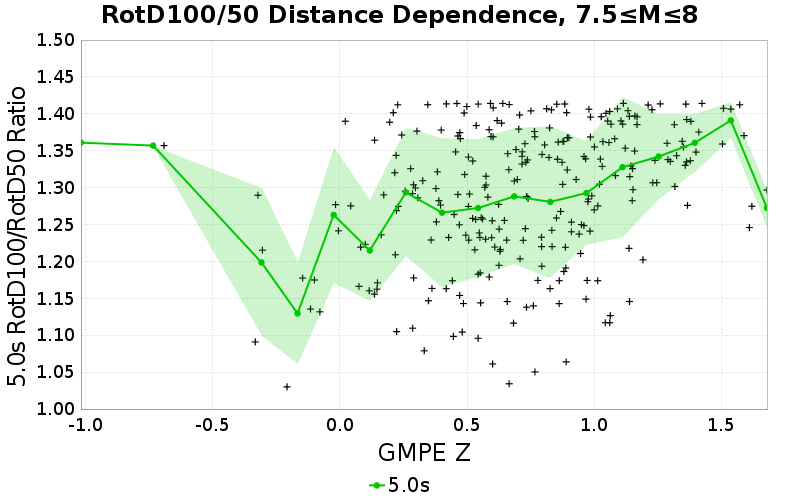 RotD100/50 Distance Dependence, 7.5≤M≤8
5.0s RotD100/RotD50 Ratio
1.50
1.45
1.40
1.35
1.30
1.25
1.20
1.15
1.10
1.05
1.00
-1.0 -0.5 0.0 0.5 1.0 1.5
GMPE Z
5.0s